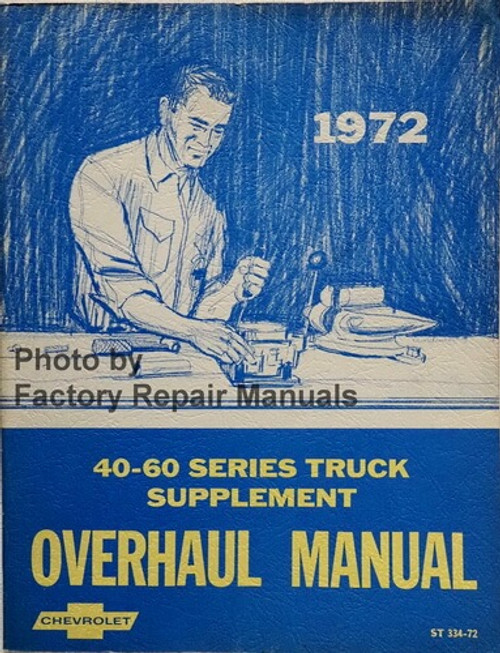 1972
Photo by
Factory Repair Manuals
40-60 SERIES TRUCK
SUPPLEMENT
OVERHAUL MANUAL
CHEVROLET
ST 334-72